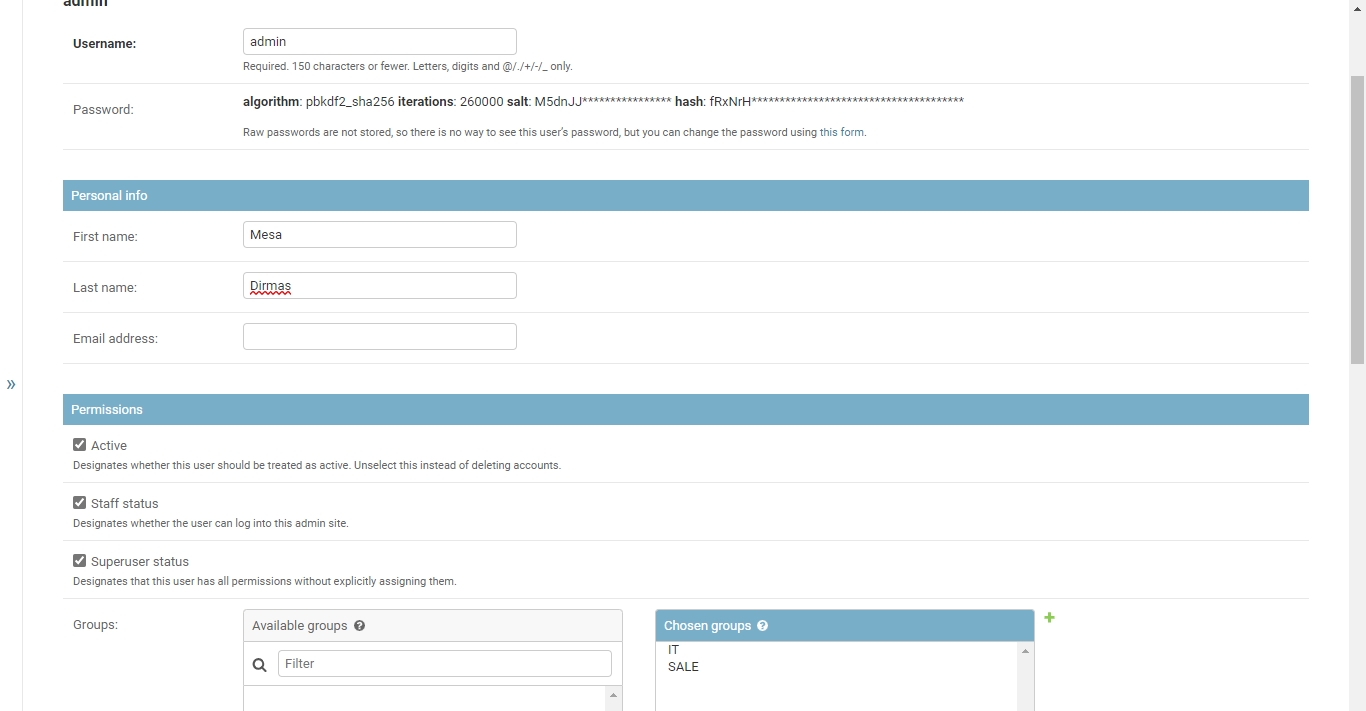 admin
Username:
admin
Required. 150 characters or fewer. Letters, digits and @/./+/-/_ only.
Password:
algorithm: pbkdf2_sha256 iterations: 260000 salt: M5dnJJ**************** hash: fRxNrH**************************************
Raw passwords are not stored, so there is no way to see this user's password, but you can change the password using this form.
Personal info
First name:
Mesa
Last name:
Dirmas
Email address:
»
Permissions
Active
Designates whether this user should be treated as active. Unselect this instead of deleting accounts.
Staff status
Designates whether the user can log into this admin site.
Superuser status
Designates that this user has all permissions without explicitly assigning them.
Groups:
Available groups ?
Filter
Chosen groups ?
IT
SALE